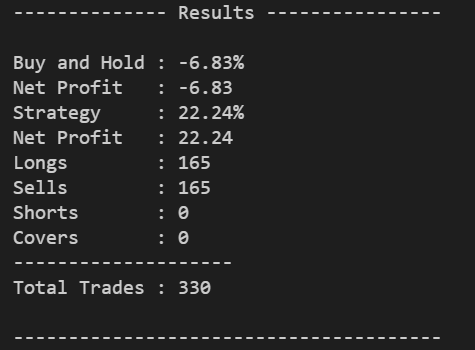 -------------- Results ----------------
Buy and Hold : -6.83%
Net Profit   : -6.83
Strategy     : 22.24%
Net Profit   : 22.24
Longs        : 165
Sells        : 165
Shorts       : 0
Covers       : 0
--------------------
Total Trades : 330
---------------------------------------